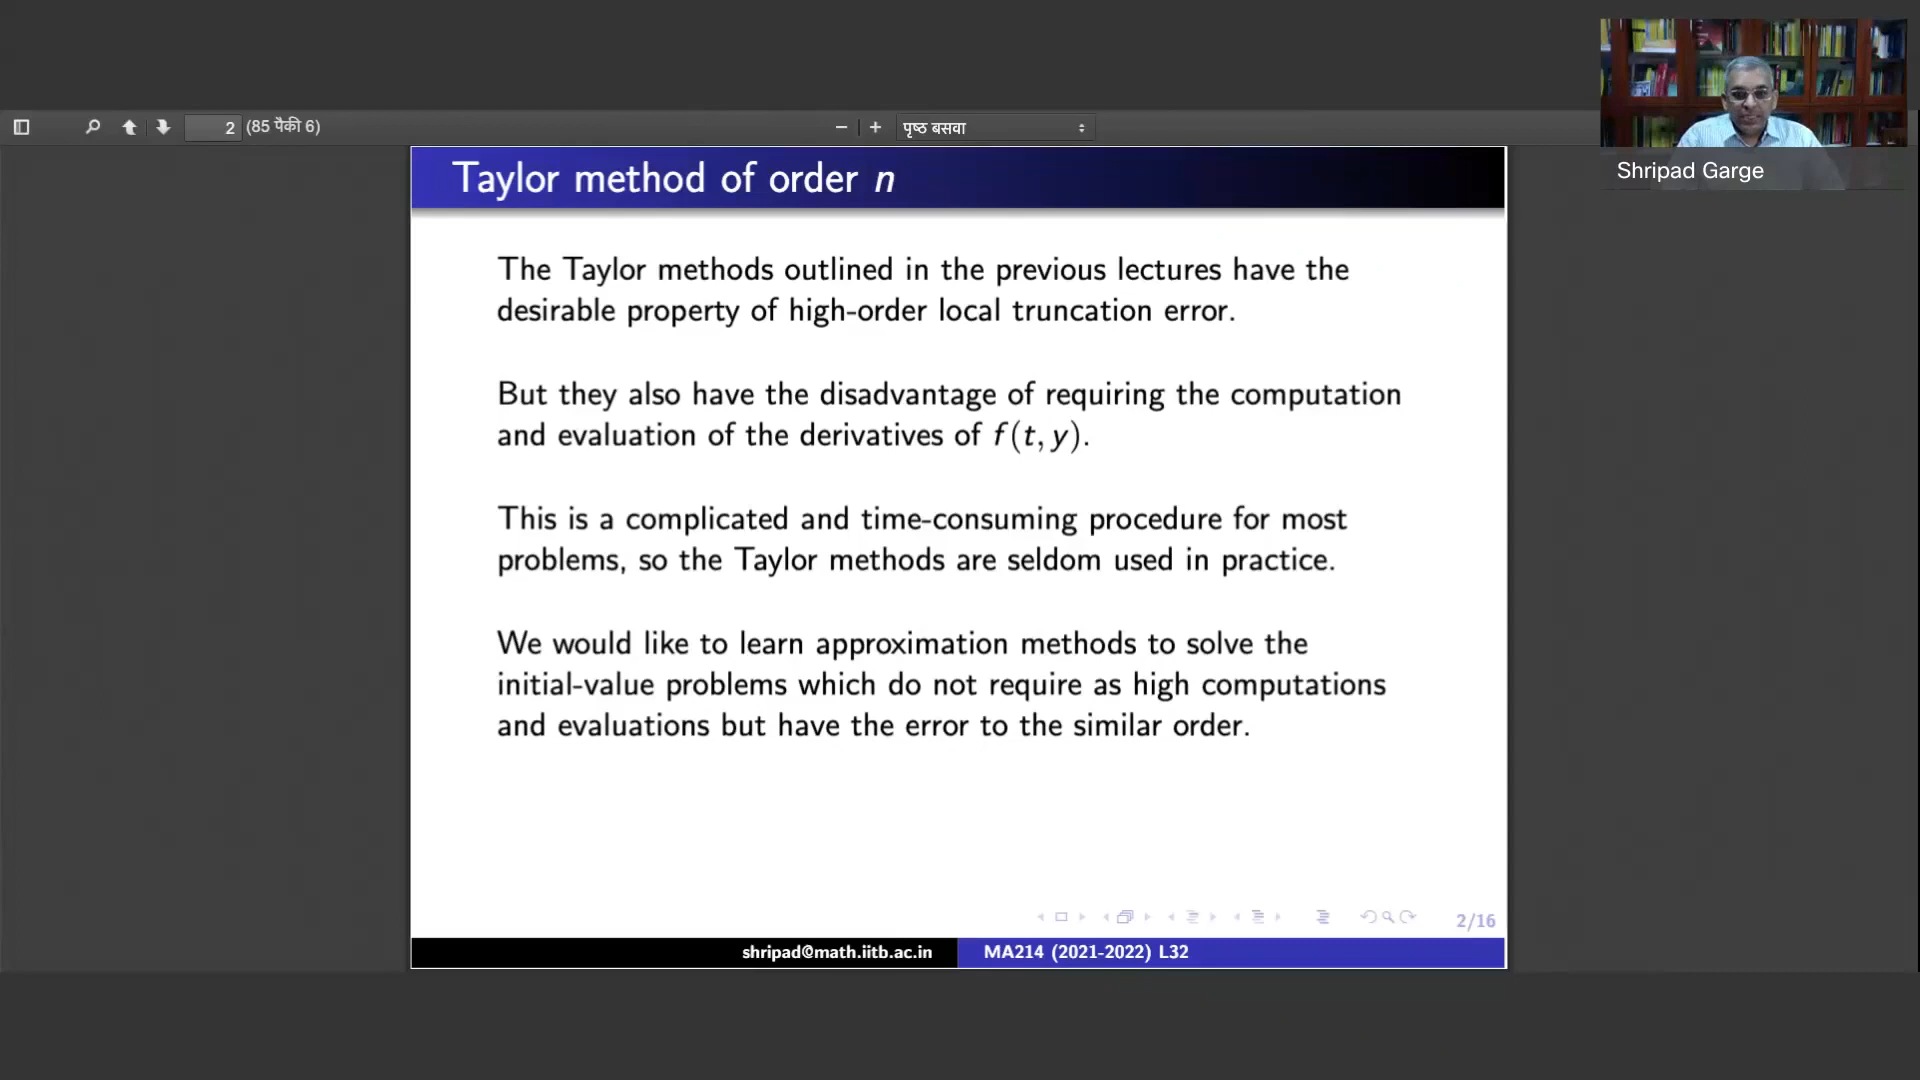 2 (85 पैकी 6)
पृष्ठ बसवा
Shripad Garge
Taylor method of order n
The Taylor methods outlined in the previous lectures have the
desirable property of high-order local truncation error.
But they also have the disadvantage of requiring the computation
and evaluation of the derivatives of f(t, y).
This is a complicated and time-consuming procedure for most
problems, so the Taylor methods are seldom used in practice.
We would like to learn approximation methods to solve the
initial-value problems which do not require as high computations
and evaluations but have the error to the similar order.
2/16
shripad@math.iitb.ac.in MA214 (2021-2022) L32